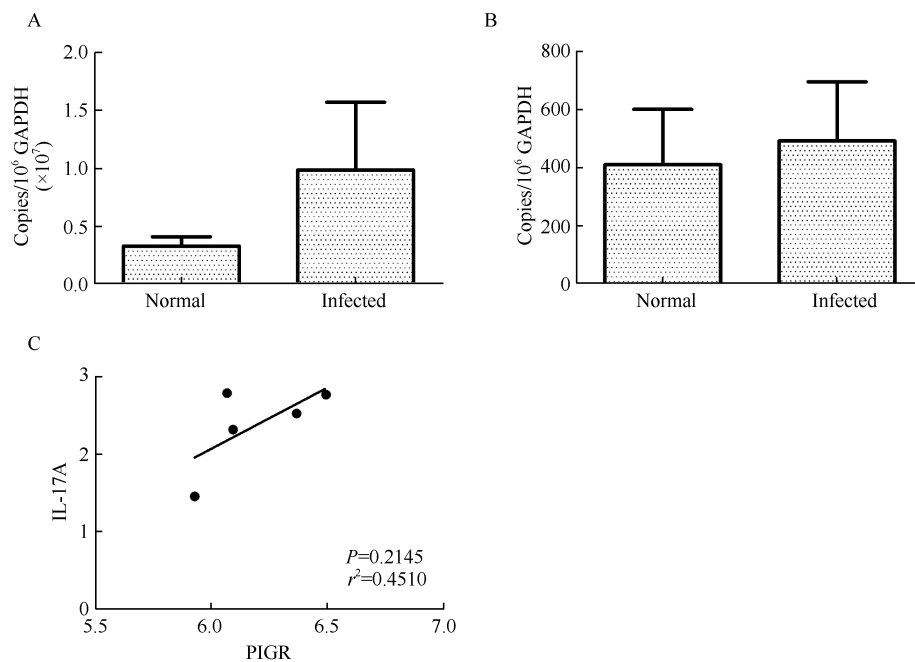 A
Copies/10⁶ GAPDH
(×10⁷)
2.0
1.5
1.0
0.5
0.0
Normal
Infected
B
Copies/10⁶ GAPDH
800
600
400
200
0
Normal
Infected
C
IL-17A
3
2
1
0
P=0.2145
r²=0.4510
5.5
6.0
6.5
7.0
PIGR